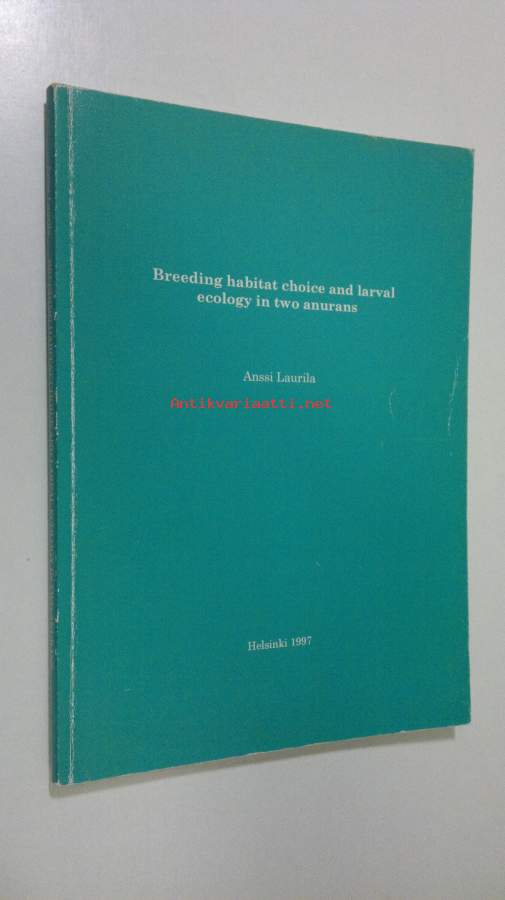 Breeding habitat choice and larval
ecology in two anurans
Anssi Laurila
Antikvariaatti.net
Helsinki 1997